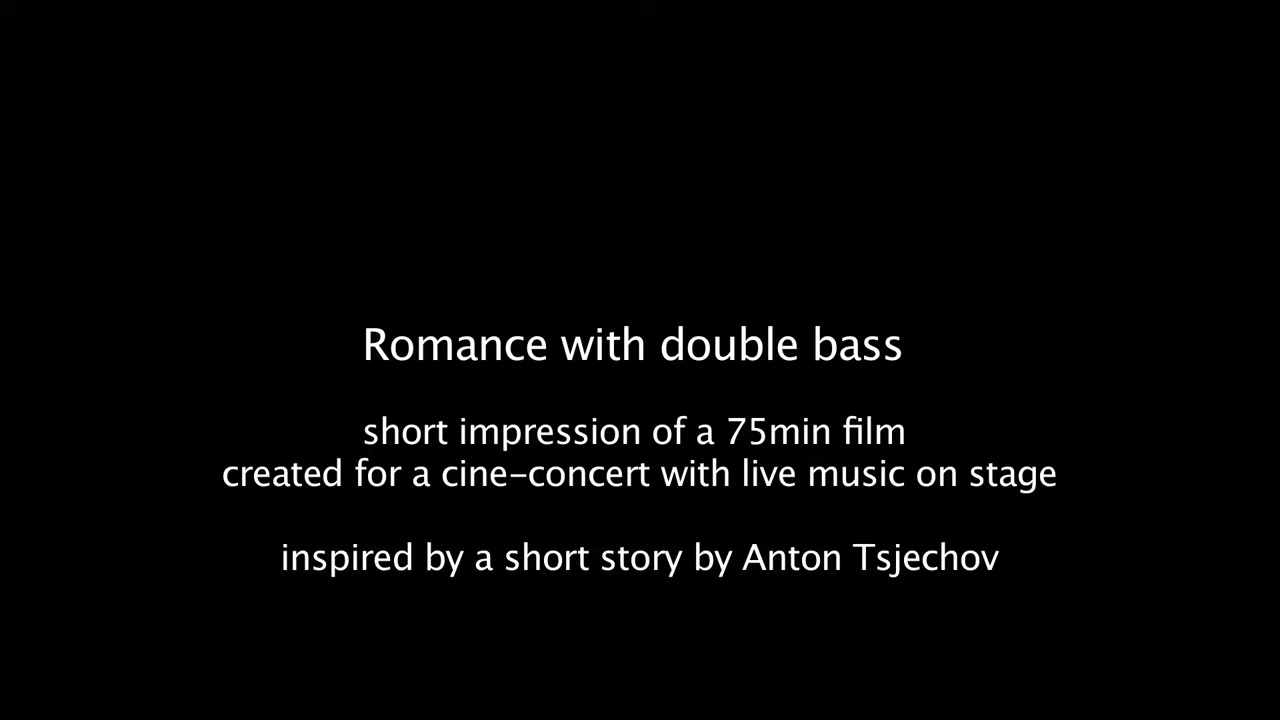 Romance with double bass
short impression of a 75min film
created for a cine-concert with live music on stage
inspired by a short story by Anton Tsjechov